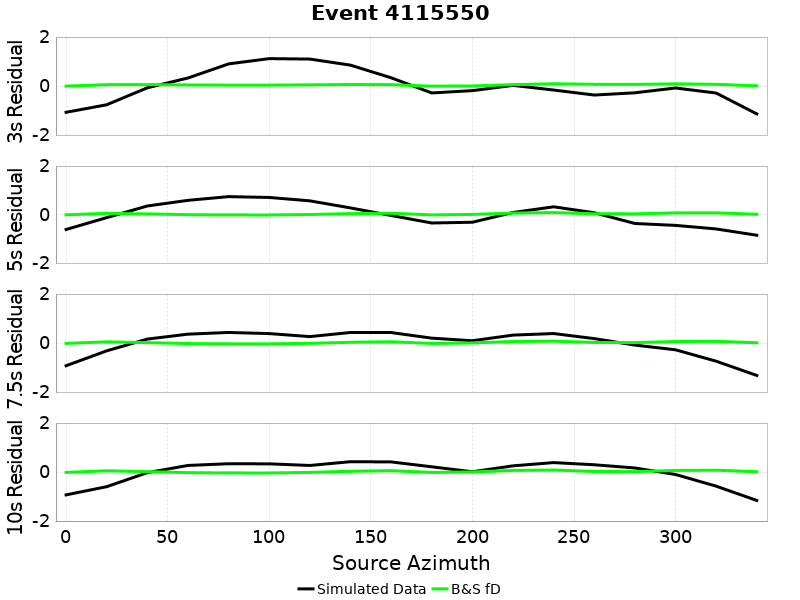 Event 4115550
3s Residual
2
0
-2
5s Residual
2
0
-2
7.5s Residual
2
0
-2
10s Residual
2
0
-2
0 50 100 150 200 250 300
Source Azimuth
Simulated Data B&S fD